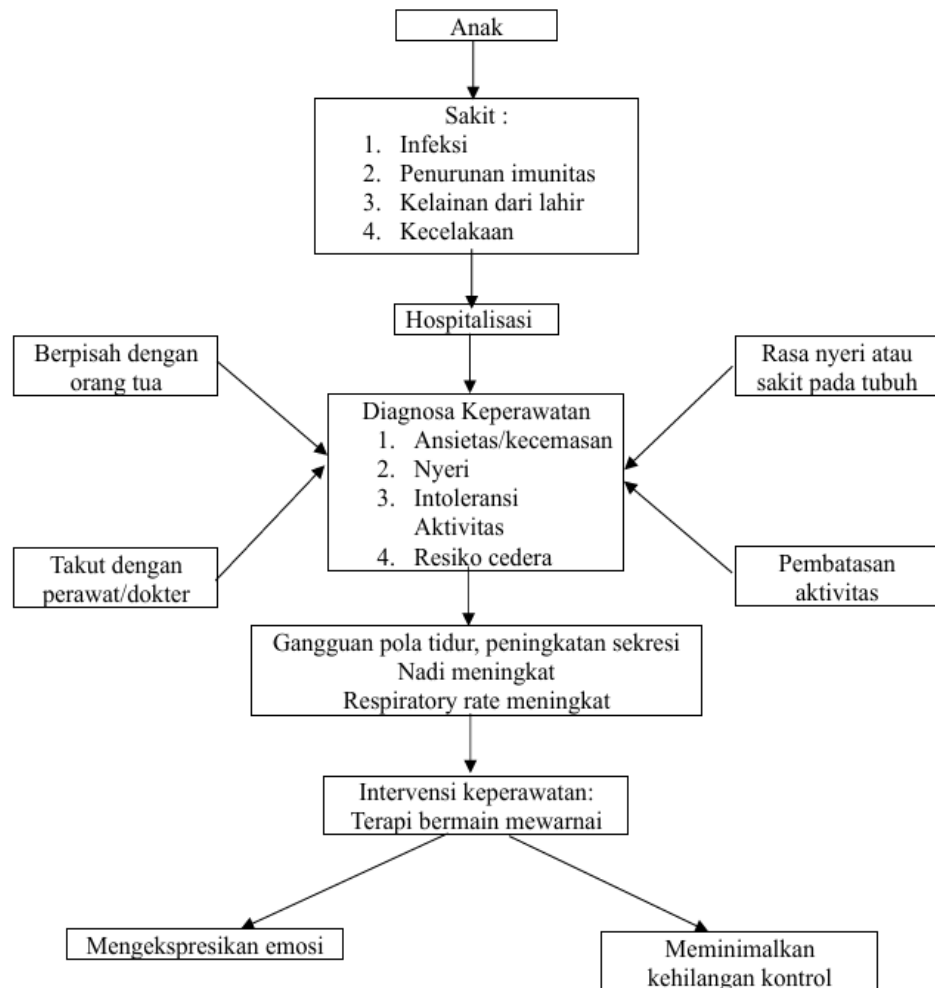 Anak
Sakit :
1. Infeksi
2. Penurunan imunitas
3. Kelainan dari lahir
4. Kecelakaan
Hospitalisasi
Berpisah dengan
orang tua
Rasa nyeri atau
sakit pada tubuh
Diagnosa Keperawatan
1. Ansietas/kecemasan
2. Nyeri
3. Intoleransi
Aktivitas
4. Resiko cedera
Takut dengan
perawat/dokter
Pembatasan
aktivitas
Gangguan pola tidur, peningkatan sekresi
Nadi meningkat
Respiratory rate meningkat
Intervensi keperawatan:
Terapi bermain mewarnai
Mengekspresikan emosi
Meminimalkan
kehilangan kontrol